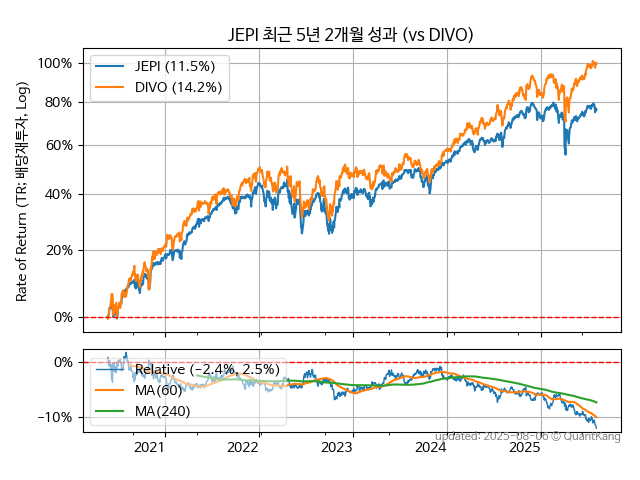 JEPI 최근 5년 2개월 성과 (vs DIVO)
Rate of Return (TR: 배당재투자, Log)
100%
80%
60%
40%
20%
0%
JEPI (11.5%)
DIVO (14.2%)
0%
−10%
Relative (−2.4%, 2.5%)
MA(60)
MA(240)
2021
2022
2023
2024
2025
updated: 2025-08-06 © QuantKang